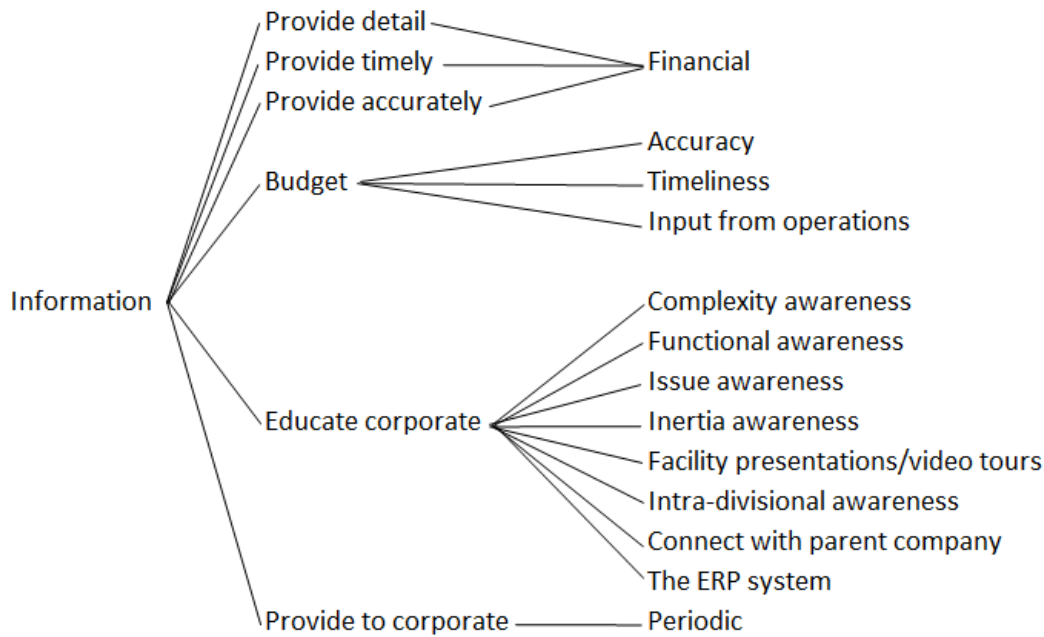 Provide detail
Provide timely
Financial
Provide accurately
Accuracy
Budget
Timeliness
Input from operations
Information
Complexity awareness
Functional awareness
Issue awareness
Educate corporate
Inertia awareness
Facility presentations/video tours
Intra-divisional awareness
Connect with parent company
The ERP system
Provide to corporate
Periodic